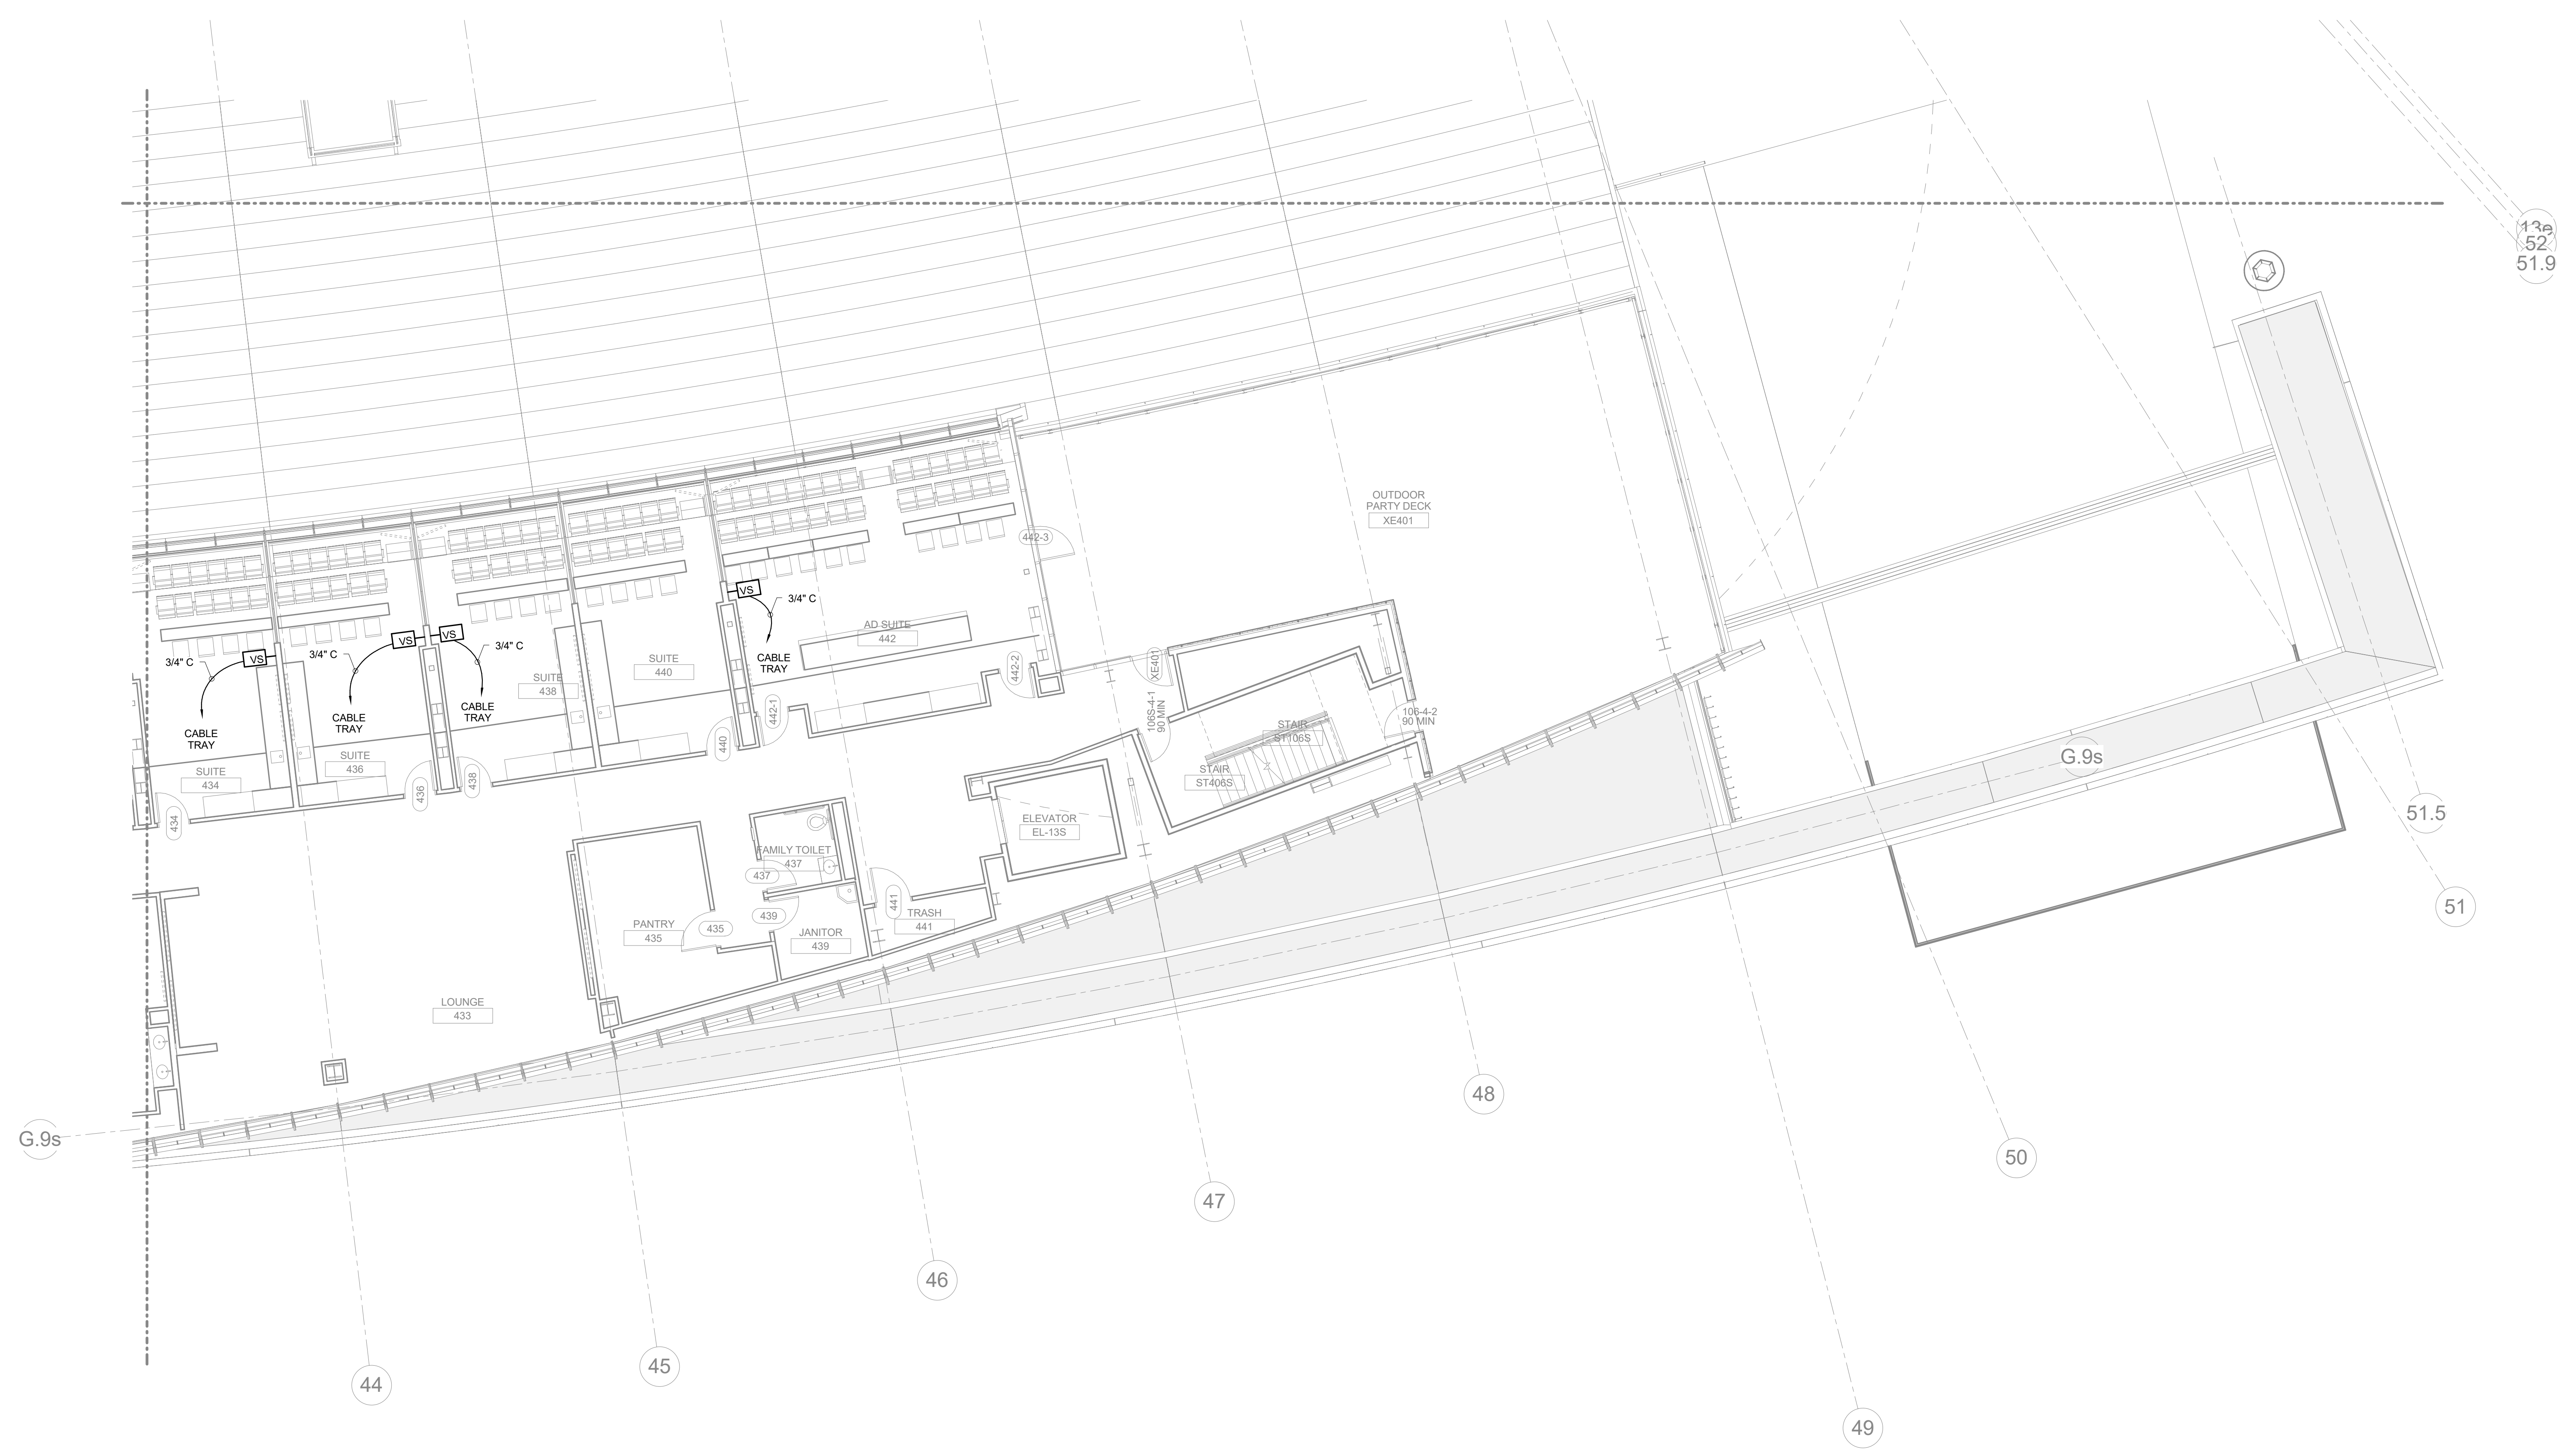 13e
52
51.9
OUTDOOR
PARTY DECK
XE401
442-3
VS
3/4" C
CABLE
TRAY
AD SUITE
442
442-2
XE401
VS
VS
3/4" C
3/4" C
CABLE
TRAY
CABLE
TRAY
VS
3/4" C
CABLE
TRAY
SUITE
440
SUITE
438
442-1
440
106S-4-1
90 MIN
106-4-2
90 MIN
STAIR
ST106S
STAIR
ST406S
SUITE
436
SUITE
434
436
438
434
G.9s
51.5
ELEVATOR
EL-13S
FAMILY TOILET
437
437
441
TRASH
441
439
435
PANTRY
435
JANITOR
439
51
LOUNGE
433
G.9s
48
50
47
46
45
44
49